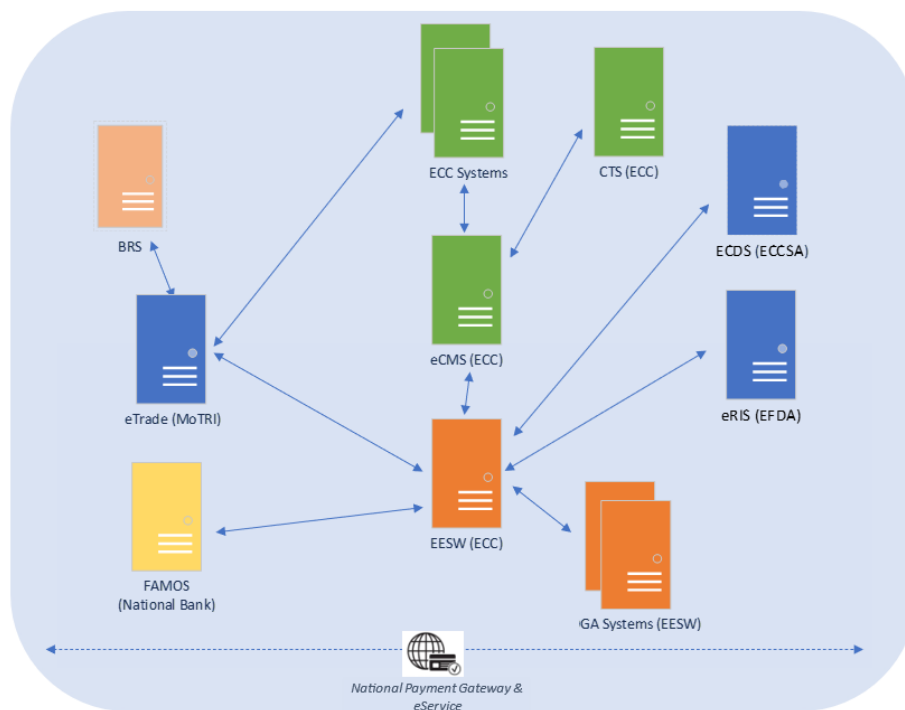 ECC Systems
CTS (ECC)
BRS
ECDS (ECCSA)
eCMS (ECC)
eTrade (MoTRI)
eRIS (EFDA)
EESW (ECC)
FAMOS
(National Bank)
GA Systems (EESW)
National Payment Gateway &
eService